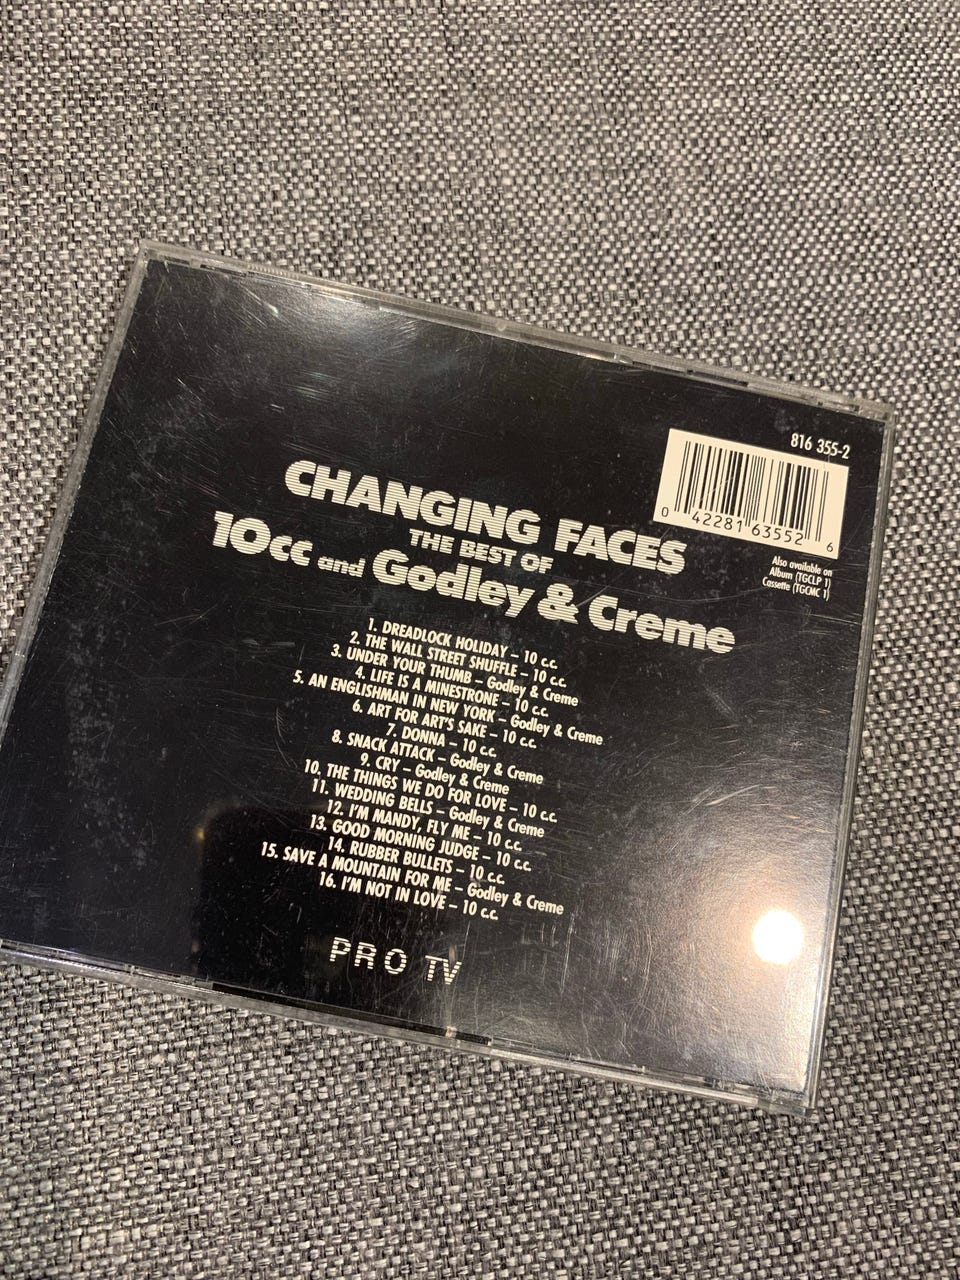 816 355-2
0 42281 63552 6
Also available on
Album (TGCLP 1)
Cassette (TGCMC 1)
CHANGING FACES
THE BEST OF
10cc and Godley & Creme
1. DREADLOCK HOLIDAY – 10 c.c.
2. THE WALL STREET SHUFFLE – 10 c.c.
3. UNDER YOUR THUMB – Godley & Creme
4. LIFE IS A MINESTRONE – 10 c.c.
5. AN ENGLISHMAN IN NEW YORK – Godley & Creme
6. ART FOR ART'S SAKE – 10 c.c.
7. DONNA – 10 c.c.
8. SNACK ATTACK – Godley & Creme
9. CRY – Godley & Creme
10. THE THINGS WE DO FOR LOVE – 10 c.c.
11. WEDDING BELLS – Godley & Creme
12. I'M MANDY, FLY ME – 10 c.c.
13. GOOD MORNING JUDGE – 10 c.c.
14. RUBBER BULLETS – 10 c.c.
15. SAVE A MOUNTAIN FOR ME – Godley & Creme
16. I'M NOT IN LOVE – 10 c.c.
PRO TV